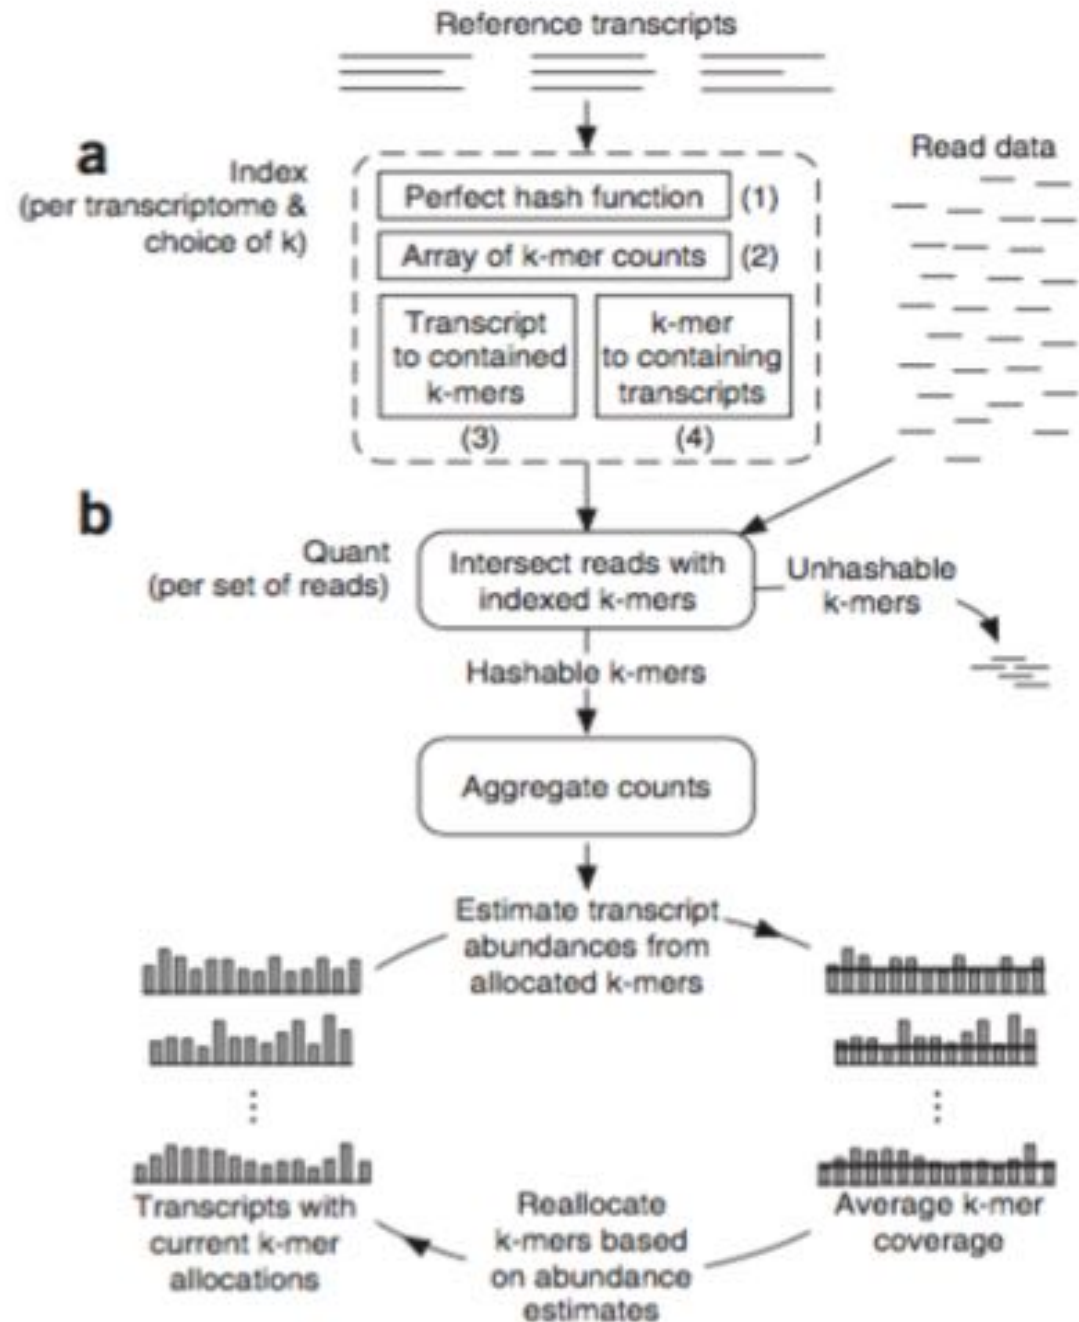 Reference transcripts
a
Index
(per transcriptome &
choice of k)
Perfect hash function
(1)
Array of k-mer counts
(2)
Transcript
to contained
k-mers
(3)
k-mer
to containing
transcripts
(4)
Read data
b
Quant
(per set of reads)
Intersect reads with
indexed k-mers
Unhashable
k-mers
Hashable k-mers
Aggregate counts
Estimate transcript
abundances from
allocated k-mers
Transcripts with
current k-mer
allocations
Reallocate
k-mers based
on abundance
estimates
Average k-mer
coverage